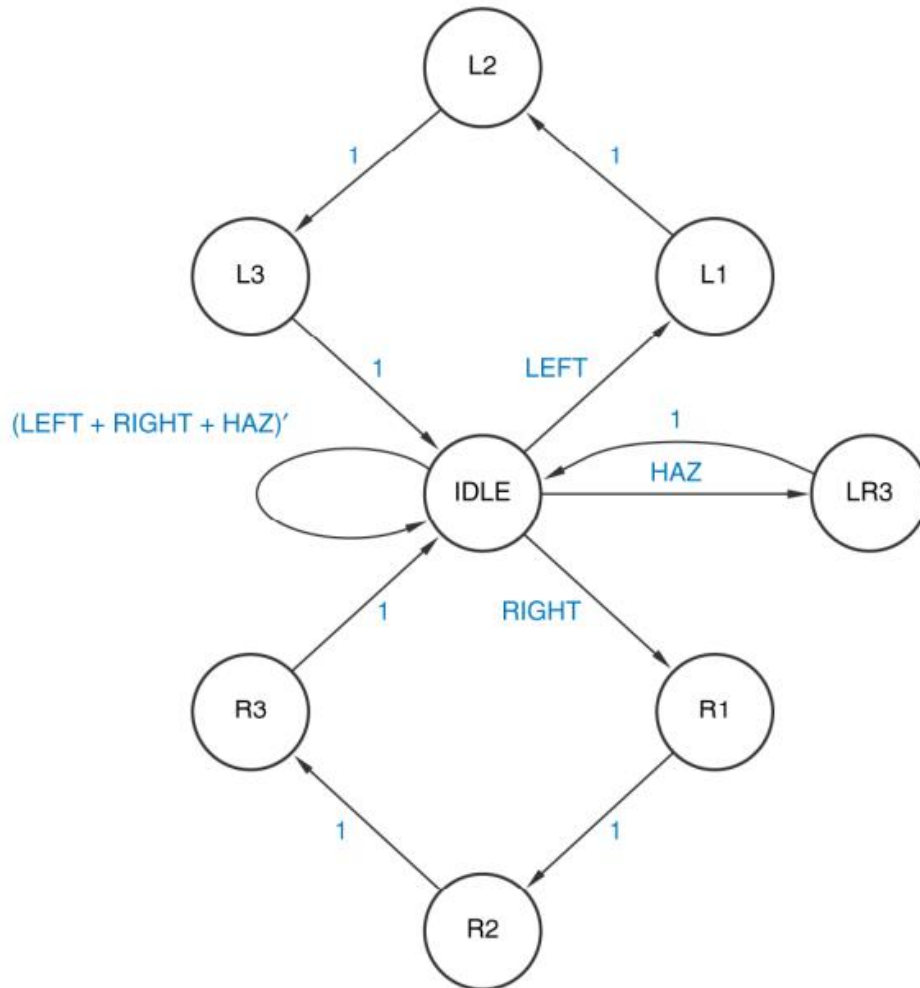 L2
1
1
L3
L1
1
LEFT
(LEFT + RIGHT + HAZ)′
1
IDLE
HAZ
LR3
1
RIGHT
R3
R1
1
1
R2